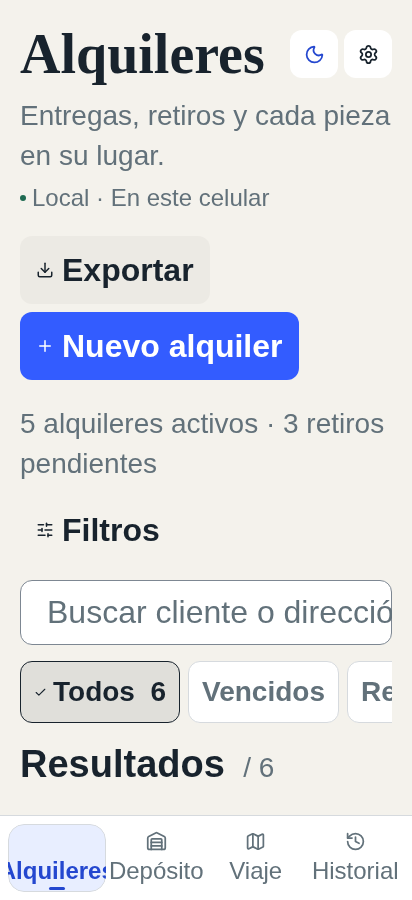 Alquileres
Entregas, retiros y cada pieza
en su lugar.
Local · En este celular
Exportar
Nuevo alquiler
5 alquileres activos · 3 retiros
pendientes
Filtros
Buscar cliente o direcció
Todos 6 Vencidos Re
Resultados / 6
Alquileres Depósito Viaje Historial